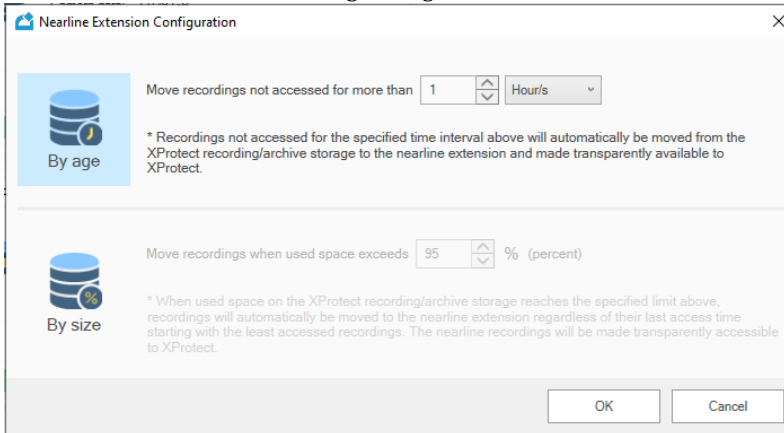 Nearline Extension Configuration
Move recordings not accessed for more than 1 Hour/s
* Recordings not accessed for the specified time interval above will automatically be moved from the
XProtect recording/archive storage to the nearline extension and made transparently available to
XProtect.
By age
Move recordings when used space exceeds 95 % (percent)
* When used space on the XProtect recording/archive storage reaches the specified limit above,
recordings will automatically be moved to the nearline extension regardless of their last access time
starting with the least accessed recordings. The nearline recordings will be made transparently accessible
to XProtect.
By size
OK Cancel